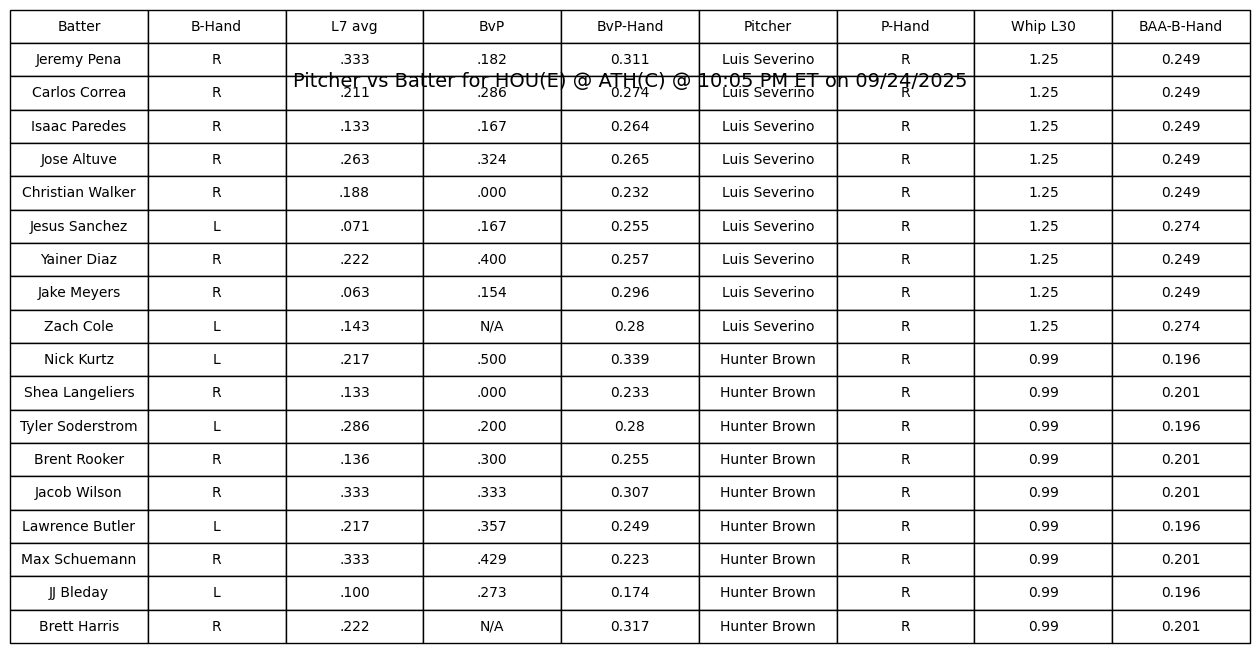 Batter B-Hand L7 avg BvP BvP-Hand Pitcher P-Hand Whip L30 BAA-B-Hand
Jeremy Pena R .333 .182 0.311 Luis Severino R 1.25 0.249
Pitcher vs Batter for HOU(E) @ ATH(C) @ 10:05 PM ET on 09/24/2025
Carlos Correa R .211 .286 0.274 Luis Severino R 1.25 0.249
Isaac Paredes R .133 .167 0.264 Luis Severino R 1.25 0.249
Jose Altuve R .263 .324 0.265 Luis Severino R 1.25 0.249
Christian Walker R .188 .000 0.232 Luis Severino R 1.25 0.249
Jesus Sanchez L .071 .167 0.255 Luis Severino R 1.25 0.274
Yainer Diaz R .222 .400 0.257 Luis Severino R 1.25 0.249
Jake Meyers R .063 .154 0.296 Luis Severino R 1.25 0.249
Zach Cole L .143 N/A 0.28 Luis Severino R 1.25 0.274
Nick Kurtz L .217 .500 0.339 Hunter Brown R 0.99 0.196
Shea Langeliers R .133 .000 0.233 Hunter Brown R 0.99 0.201
Tyler Soderstrom L .286 .200 0.28 Hunter Brown R 0.99 0.196
Brent Rooker R .136 .300 0.255 Hunter Brown R 0.99 0.201
Jacob Wilson R .333 .333 0.307 Hunter Brown R 0.99 0.201
Lawrence Butler L .217 .357 0.249 Hunter Brown R 0.99 0.196
Max Schuemann R .333 .429 0.223 Hunter Brown R 0.99 0.201
JJ Bleday L .100 .273 0.174 Hunter Brown R 0.99 0.196
Brett Harris R .222 N/A 0.317 Hunter Brown R 0.99 0.201